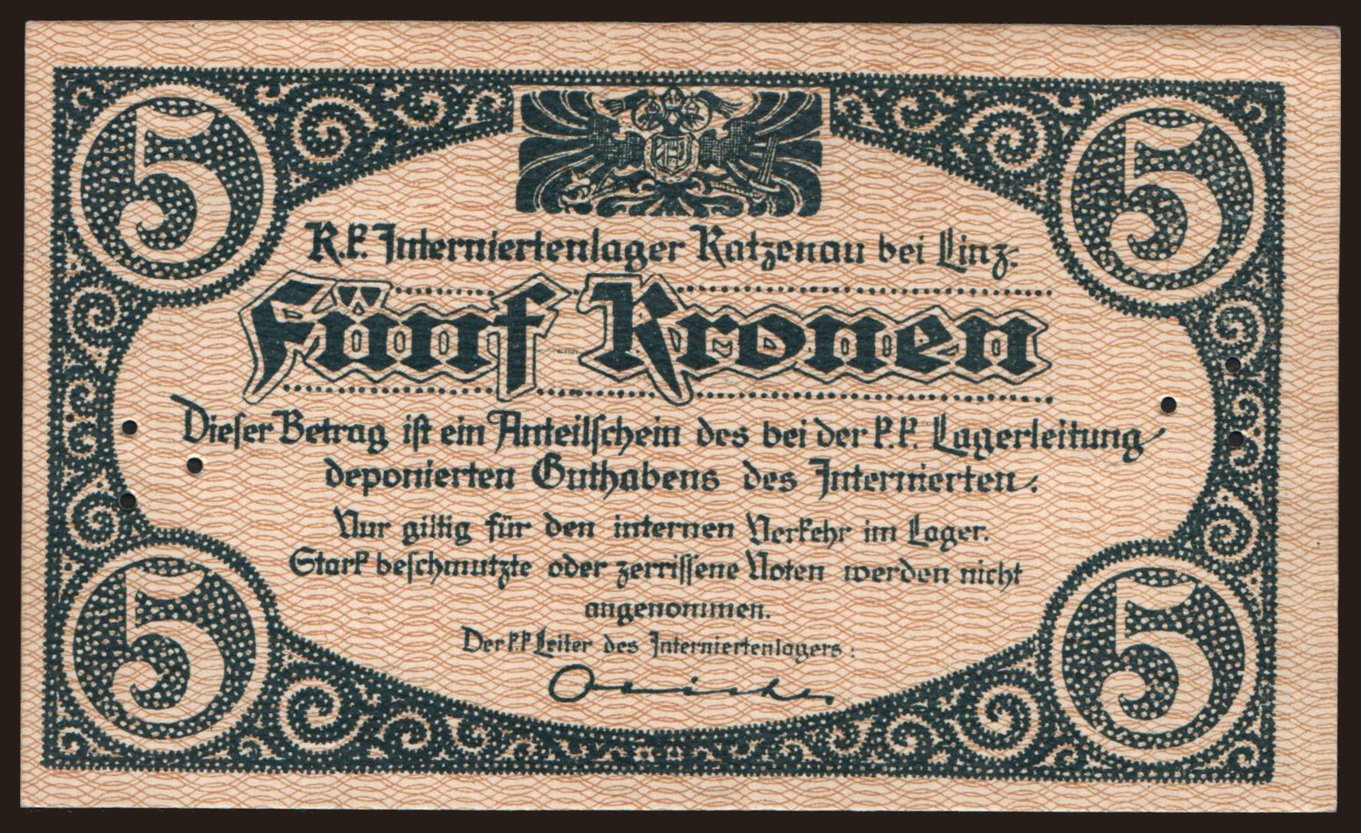 5 5
K.k. Interniertenlager Katzenau bei Linz:
Fünf Kronen
Dieser Betrag ist ein Anteilschein des bei der k.k. Lagerleitung
deponierten Guthabens des Internierten.
Nur giltig für den internen Verkehr im Lager.
Stark beschmutzte oder zerrissene Noten werden nicht
angenommen.
Der k.k Leiter des Interniertenlagers:
5 5